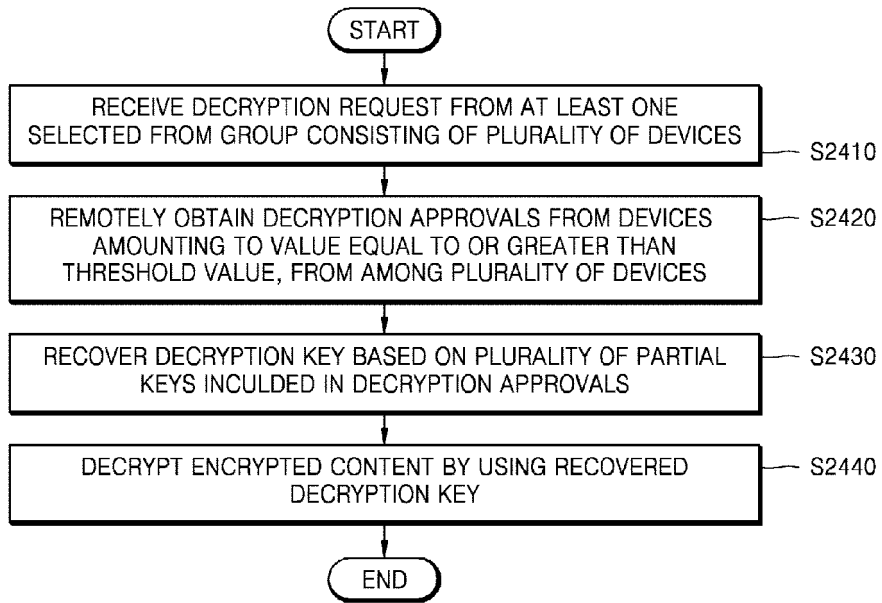 START
RECEIVE DECRYPTION REQUEST FROM AT LEAST ONE
SELECTED FROM GROUP CONSISTING OF PLURALITY OF DEVICES
S2410
REMOTELY OBTAIN DECRYPTION APPROVALS FROM DEVICES
AMOUNTING TO VALUE EQUAL TO OR GREATER THAN
THRESHOLD VALUE, FROM AMONG PLURALITY OF DEVICES
S2420
RECOVER DECRYPTION KEY BASED ON PLURALITY OF PARTIAL
KEYS INCULDED IN DECRYPTION APPROVALS
S2430
DECRYPT ENCRYPTED CONTENT BY USING RECOVERED
DECRYPTION KEY
S2440
END